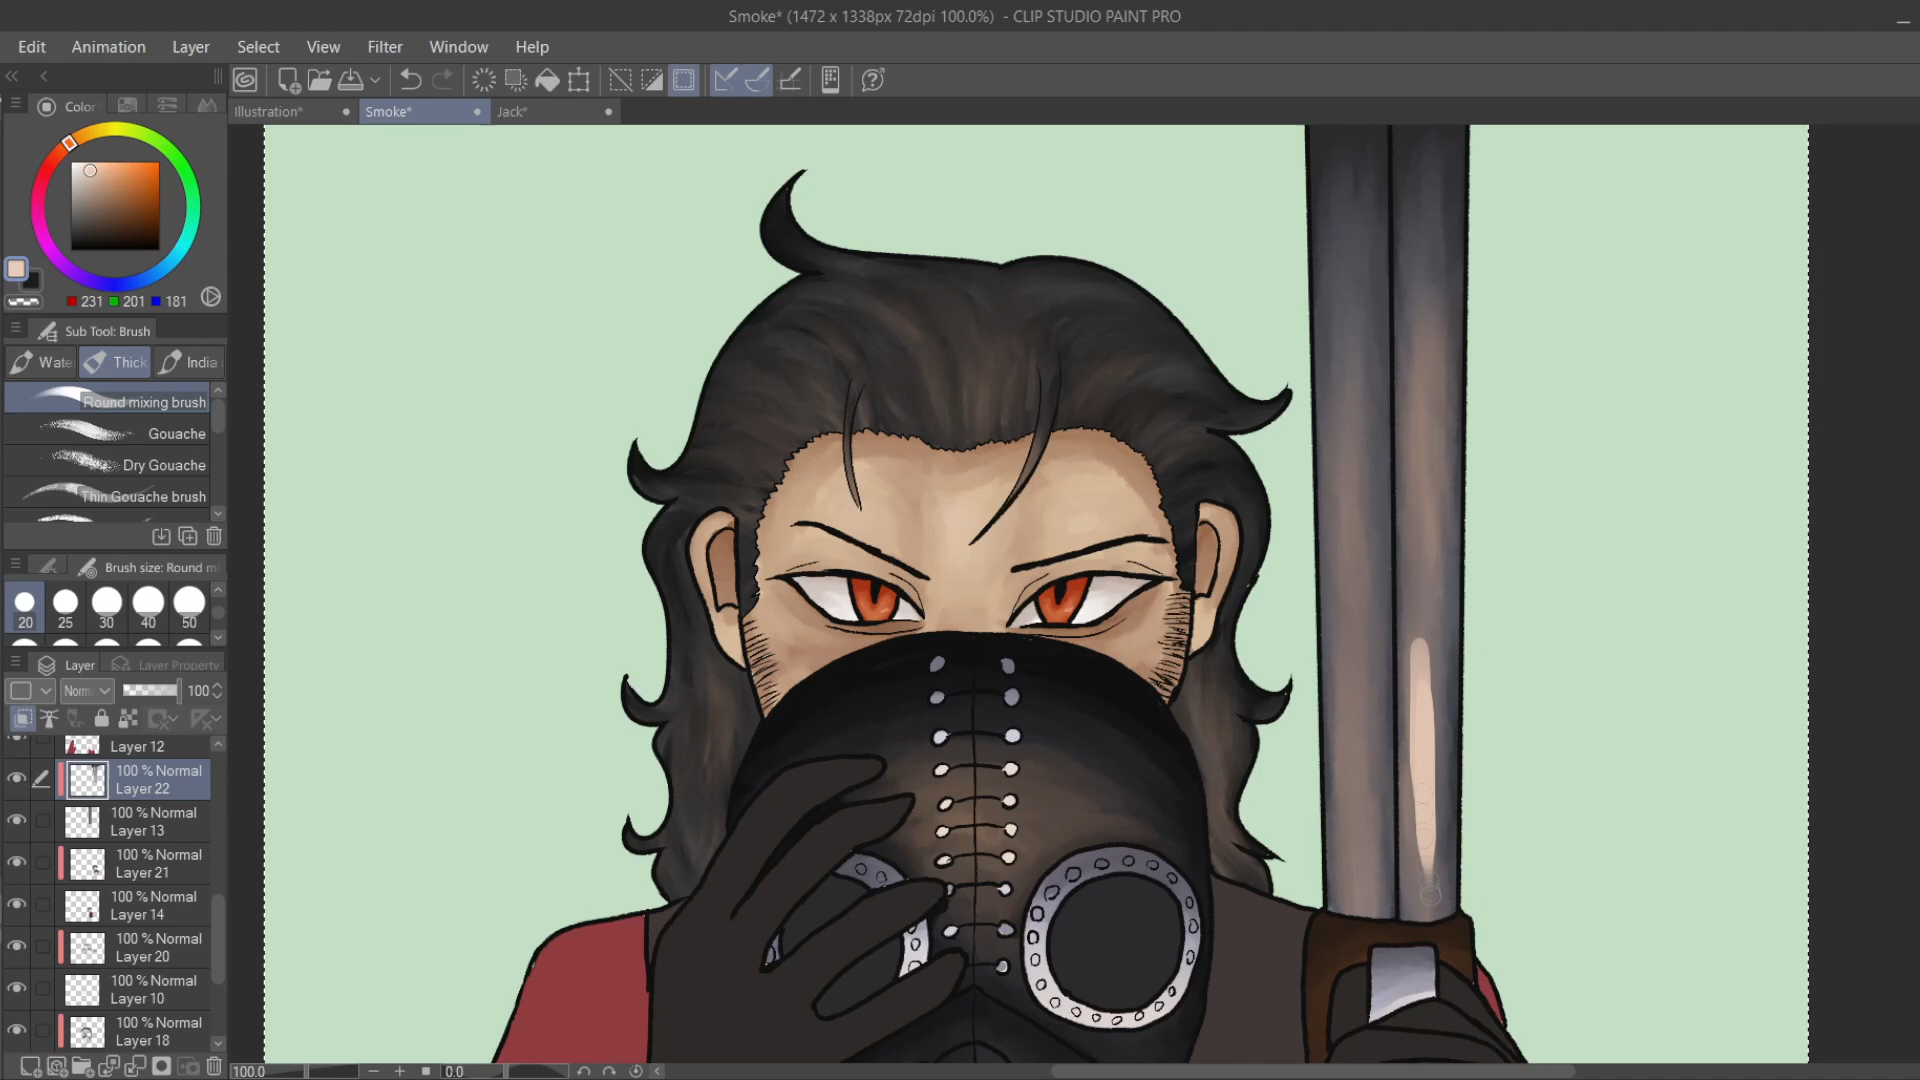 Smoke* (1472 x 1338px 72dpi 100.0%) - CLIP STUDIO PAINT PRO
Edit Animation Layer Select View Filter Window Help
Illustration* Smoke* Jack*
Color
231 201 181
Sub Tool: Brush
Wate Thick India
Round mixing brush
Gouache
Dry Gouache
Thin Gouache brush
Brush size: Round mi
20 25 30 40 50
Layer Layer Property
Norm 100
Layer 12
100 % Normal
Layer 22
100 % Normal
Layer 13
100 % Normal
Layer 21
100 % Normal
Layer 14
100 % Normal
Layer 20
100 % Normal
Layer 10
100 % Normal
Layer 18
100.0 0.0